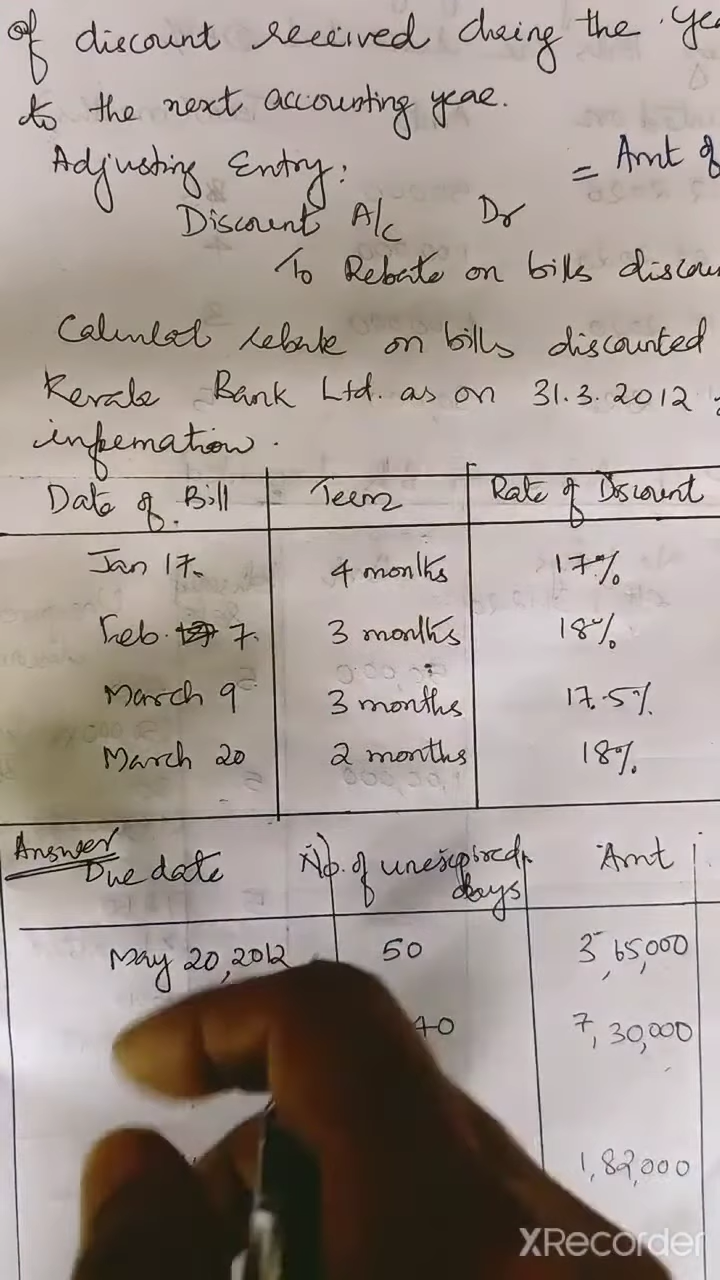 of discount received during the
to the next accounting year.
Adjusting Entry: = Amt of
Discount A/c Dr
To Rebate on bills
Calculat rebate on bills discounted
Kerala Bank Ltd. as on 31.3.2012
infemation.
Date of Bill Term Rate of Discount
Jan 17. 4 months 17%
Feb. 7. 3 months 18%
March 9 3 months 17.5%
March 20 2 months 18%
Answer
Due date No. of unexpired days Amt
May 20, 2012 50 3,65,000
40 7,30,000
1,82,000
XRecorder